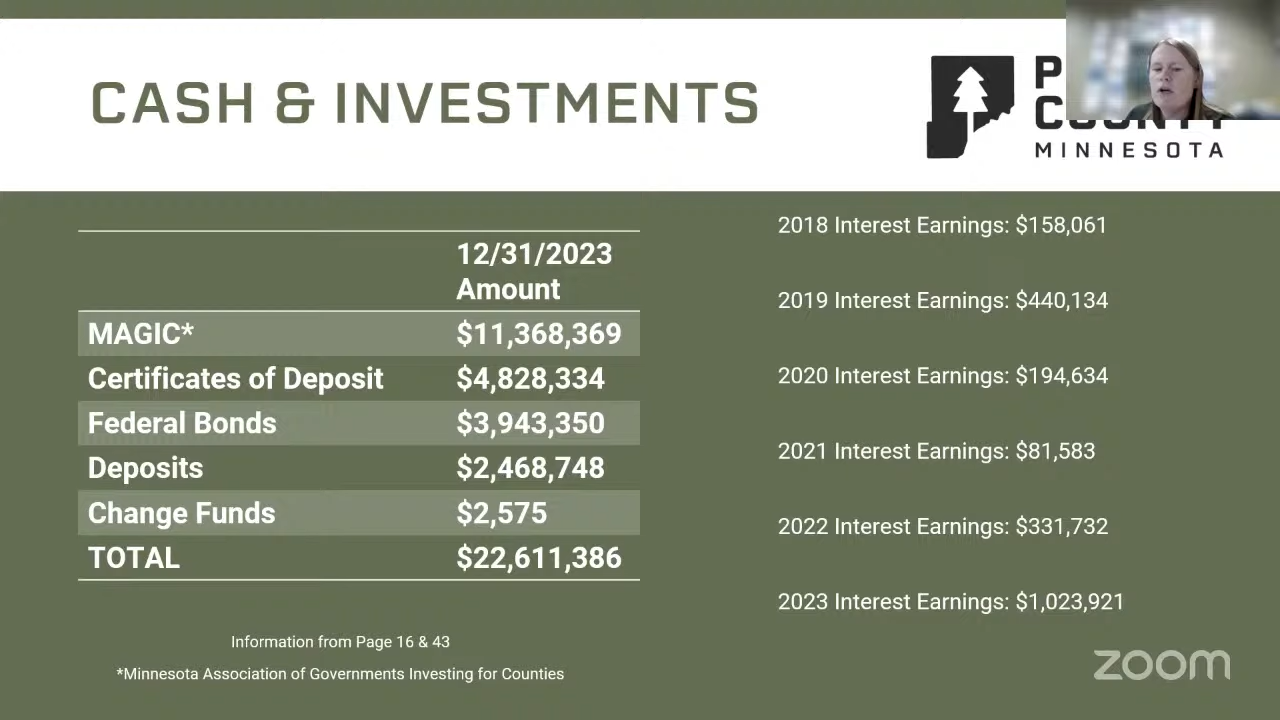 CASH & INVESTMENTS
MINNESOTA
12/31/2023
Amount
MAGIC* $11,368,369
Certificates of Deposit $4,828,334
Federal Bonds $3,943,350
Deposits $2,468,748
Change Funds $2,575
TOTAL $22,611,386
Information from Page 16 & 43
*Minnesota Association of Governments Investing for Counties
2018 Interest Earnings: $158,061
2019 Interest Earnings: $440,134
2020 Interest Earnings: $194,634
2021 Interest Earnings: $81,583
2022 Interest Earnings: $331,732
2023 Interest Earnings: $1,023,921
zoom